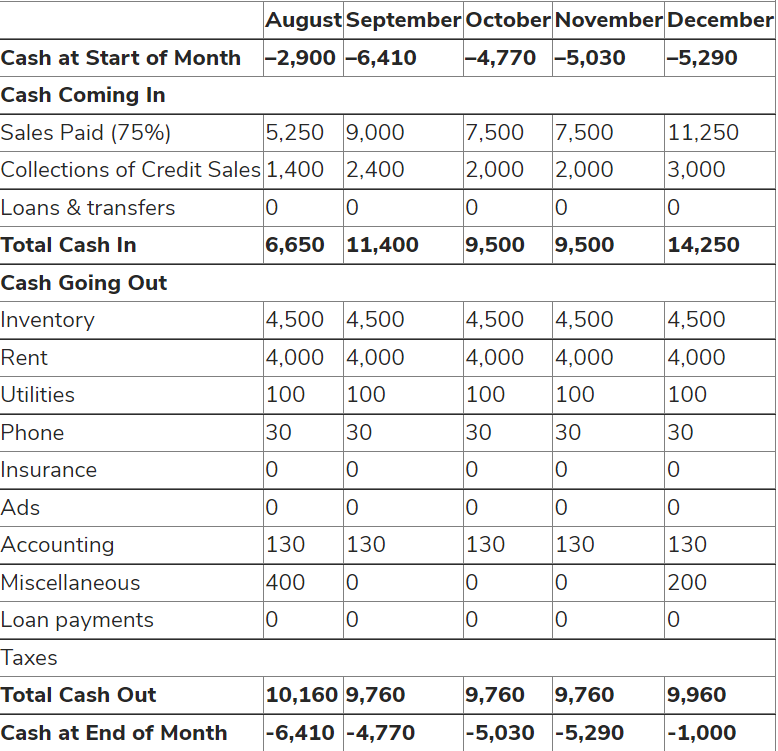 August September October November December
Cash at Start of Month –2,900 –6,410 –4,770 –5,030 –5,290
Cash Coming In
Sales Paid (75%) 5,250 9,000 7,500 7,500 11,250
Collections of Credit Sales 1,400 2,400 2,000 2,000 3,000
Loans & transfers 0 0 0 0 0
Total Cash In 6,650 11,400 9,500 9,500 14,250
Cash Going Out
Inventory 4,500 4,500 4,500 4,500 4,500
Rent 4,000 4,000 4,000 4,000 4,000
Utilities 100 100 100 100 100
Phone 30 30 30 30 30
Insurance 0 0 0 0 0
Ads 0 0 0 0 0
Accounting 130 130 130 130 130
Miscellaneous 400 0 0 0 200
Loan payments 0 0 0 0 0
Taxes
Total Cash Out 10,160 9,760 9,760 9,760 9,960
Cash at End of Month -6,410 -4,770 -5,030 -5,290 -1,000